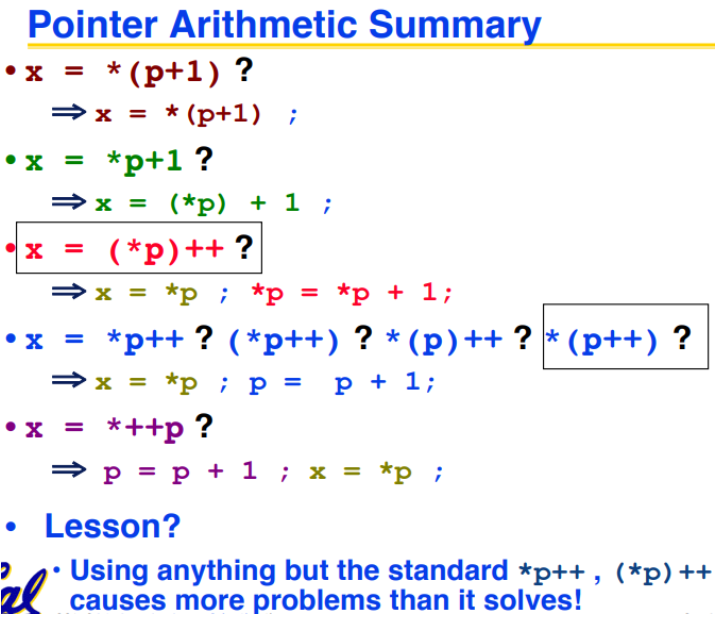 Pointer Arithmetic Summary
• x = *(p+1) ?
⇒ x = *(p+1) ;
• x = *p+1 ?
⇒ x = (*p) + 1 ;
• x = (*p)++ ?
⇒ x = *p ; *p = *p + 1;
• x = *p++ ? (*p++) ? *(p)++ ? *(p++) ?
⇒ x = *p ; p = p + 1;
• x = *++p ?
⇒ p = p + 1 ; x = *p ;
• Lesson?
• Using anything but the standard *p++ , (*p)++
causes more problems than it solves!
al